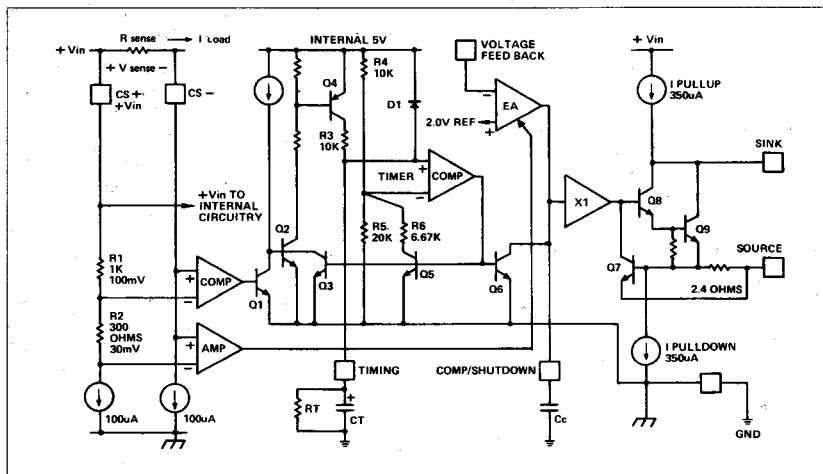 R sense → I Load
+ Vin
+ V sense –
CS +
+Vin
CS –
INTERNAL 5V
R4
10K
Q4
D1
R3
10K
VOLTAGE
FEED BACK
EA
–
+
2.0V REF
+ Vin
I PULLUP
350uA
SINK
TIMER
+
COMP
–
+Vin TO
INTERNAL
CIRCUITRY
Q2
R5
20K
R6
6.67K
X1
Q8
Q9
SOURCE
R1
1K
100mV
+
COMP
–
Q1
Q3
Q5
Q6
Q7
2.4 OHMS
R2
300
OHMS
30mV
+
AMP
–
TIMING
COMP/SHUTDOWN
I PULLDOWN
350uA
100uA
100uA
RT
+
CT
Cc
GND